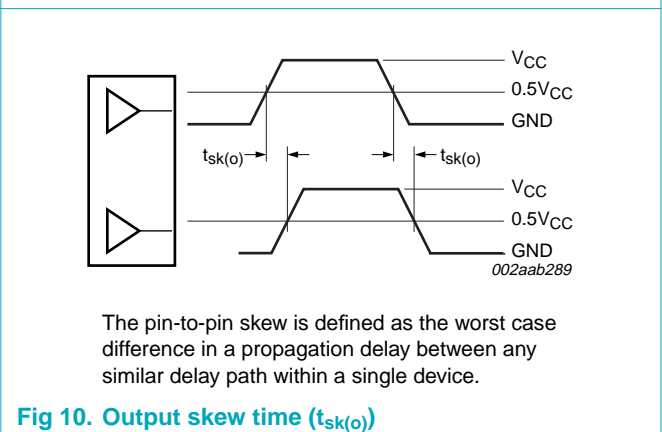 VCC
0.5VCC
GND
tsk(o) tsk(o)
VCC
0.5VCC
GND
002aab289
The pin-to-pin skew is defined as the worst case
difference in a propagation delay between any
similar delay path within a single device.
Fig 10. Output skew time (tsk(o))